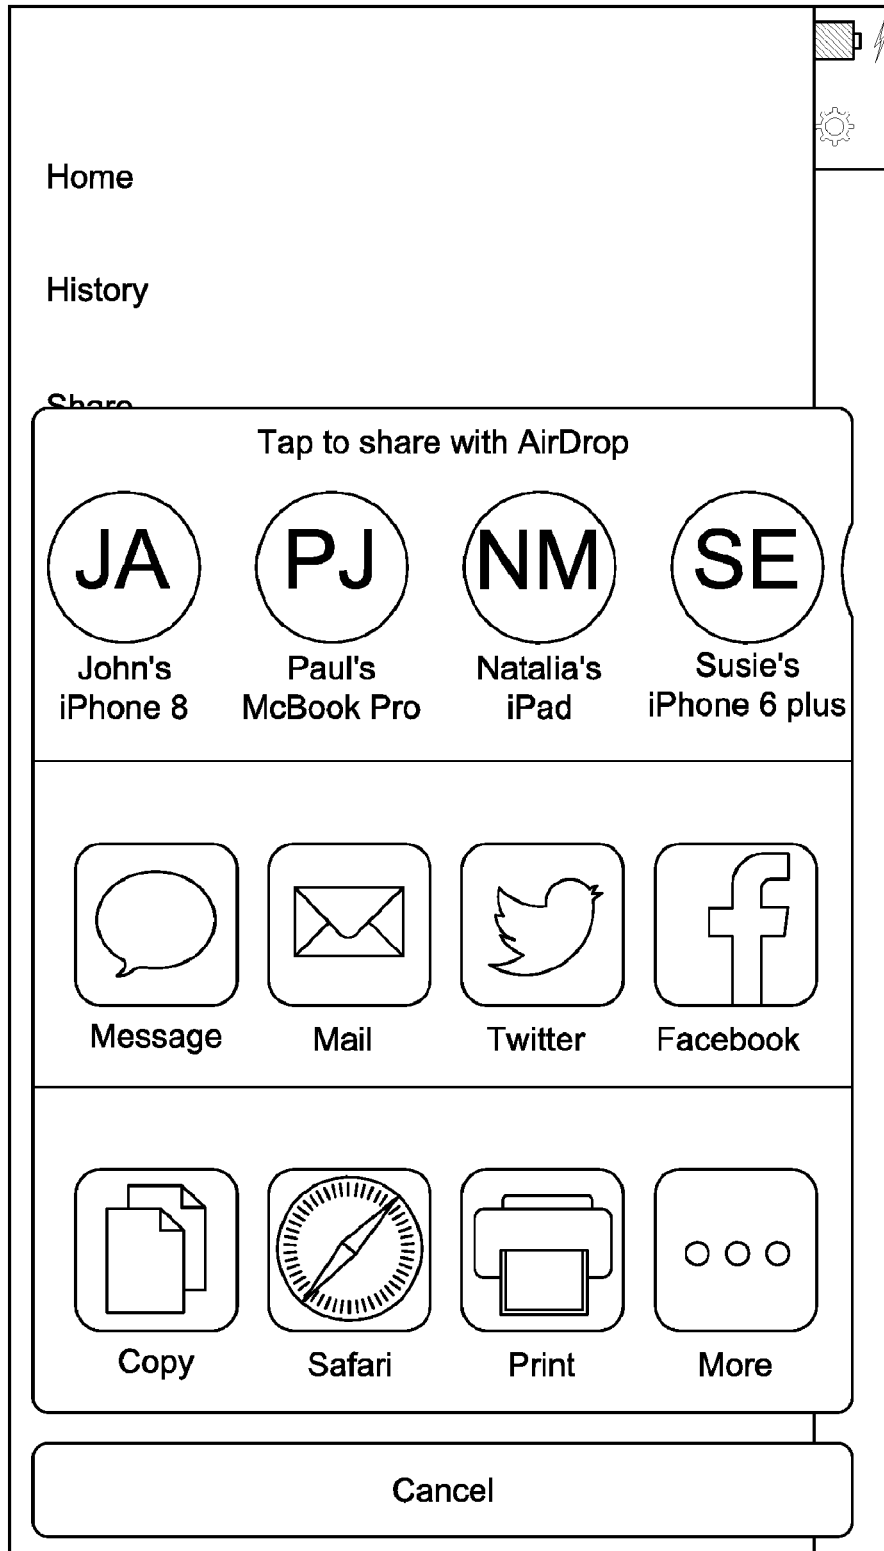 Home
History
Share
Tap to share with AirDrop
JA
PJ
NM
SE
John's
iPhone 8
Paul's
McBook Pro
Natalia's
iPad
Susie's
iPhone 6 plus
Message
Mail
Twitter
Facebook
Copy
Safari
Print
More
Cancel